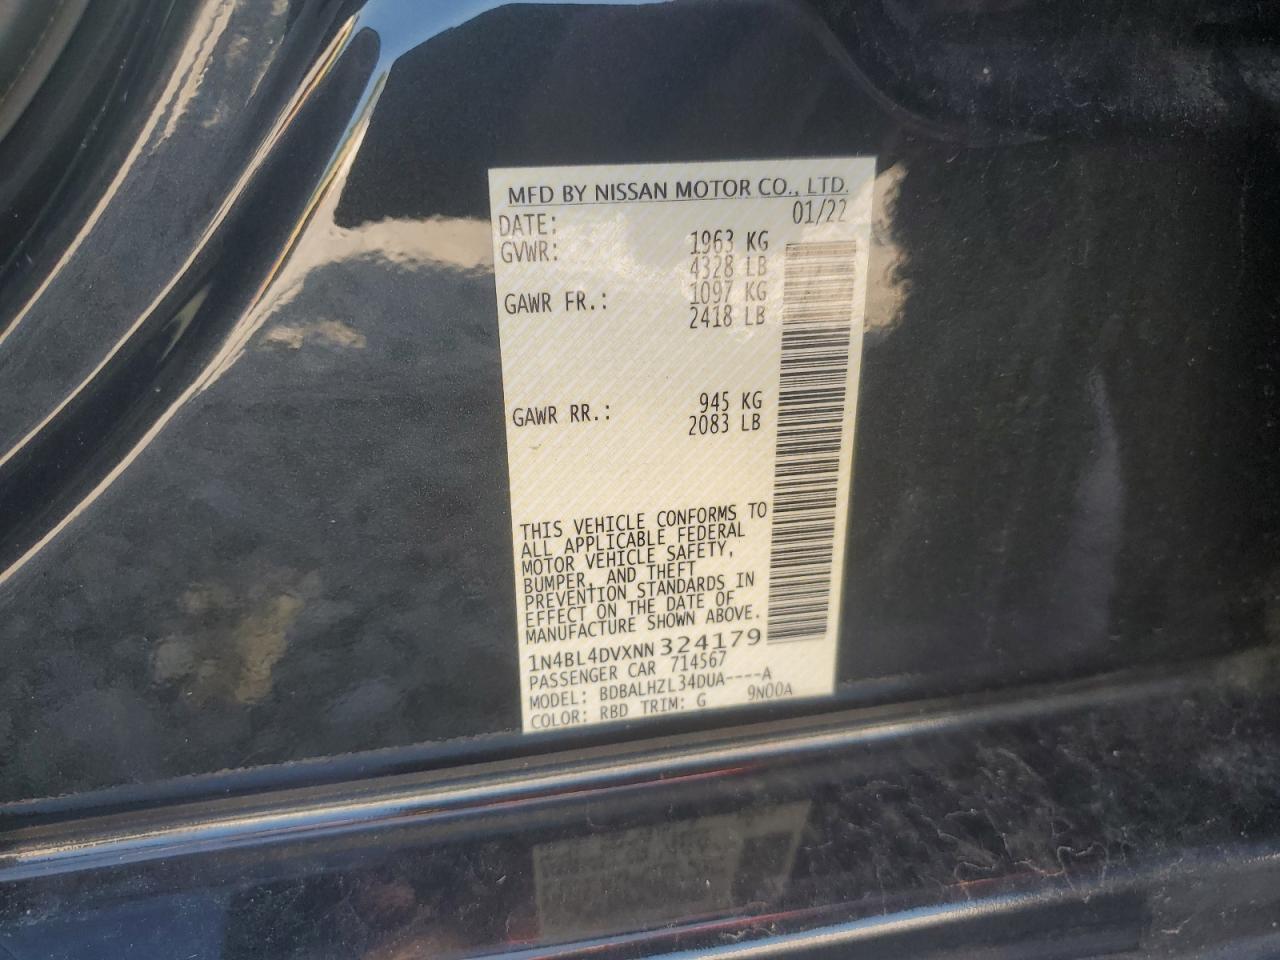 MFD BY NISSAN MOTOR CO., LTD.
DATE: 01/22
GVWR: 1963 KG
4328 LB
GAWR FR.: 1097 KG
2418 LB
GAWR RR.: 945 KG
2083 LB
THIS VEHICLE CONFORMS TO
ALL APPLICABLE FEDERAL
MOTOR VEHICLE SAFETY,
BUMPER, AND THEFT
PREVENTION STANDARDS IN
EFFECT ON THE DATE OF
MANUFACTURE SHOWN ABOVE.
1N4BL4DVXNN324179
PASSENGER CAR 714567
MODEL: BDBALHZL34DUA----A
COLOR: RBD TRIM: G 9N00A